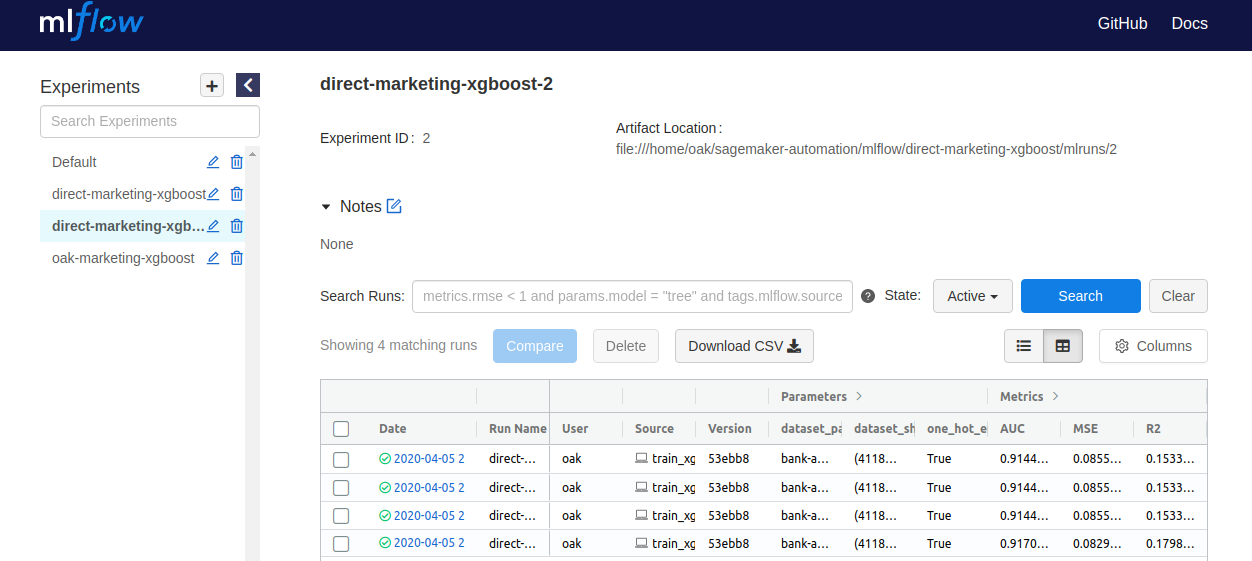 mlflow
GitHub Docs
Experiments
Search Experiments
Default
direct-marketing-xgboost
direct-marketing-xgb...
oak-marketing-xgboost
direct-marketing-xgboost-2
Experiment ID: 2
Artifact Location:
file:///home/oak/sagemaker-automation/mlflow/direct-marketing-xgboost/mlruns/2
Notes
None
Search Runs: metrics.rmse < 1 and params.model = "tree" and tags.mlflow.source ? State: Active Search Clear
Showing 4 matching runs Compare Delete Download CSV Columns
Parameters > Metrics >
Date Run Name User Source Version dataset_pa dataset_sh one_hot_e AUC MSE R2
2020-04-05 2 direct-... oak train_xg 53ebb8 bank-a... (4118... True 0.9144... 0.0855... 0.1533...
2020-04-05 2 direct-... oak train_xg 53ebb8 bank-a... (4118... True 0.9144... 0.0855... 0.1533...
2020-04-05 2 direct-... oak train_xg 53ebb8 bank-a... (4118... True 0.9144... 0.0855... 0.1533...
2020-04-05 2 direct-... oak train_xg 53ebb8 bank-a... (4118... True 0.9170... 0.0829... 0.1798...